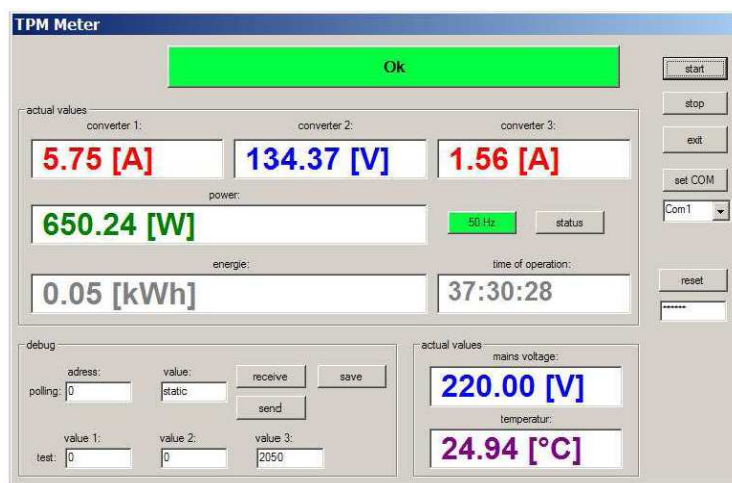 TPM Meter
Ok
start
stop
exit
set COM
Com1
reset
******
actual values
converter 1:
converter 2:
converter 3:
5.75 [A]
134.37 [V]
1.56 [A]
power:
650.24 [W]
50 Hz
status
energie:
time of operation:
0.05 [kWh]
37:30:28
debug
adress:
value:
polling:
0
static
receive
save
send
value 1:
value 2:
value 3:
test:
0
0
2050
actual values
mains voltage:
220.00 [V]
temperatur:
24.94 [°C]